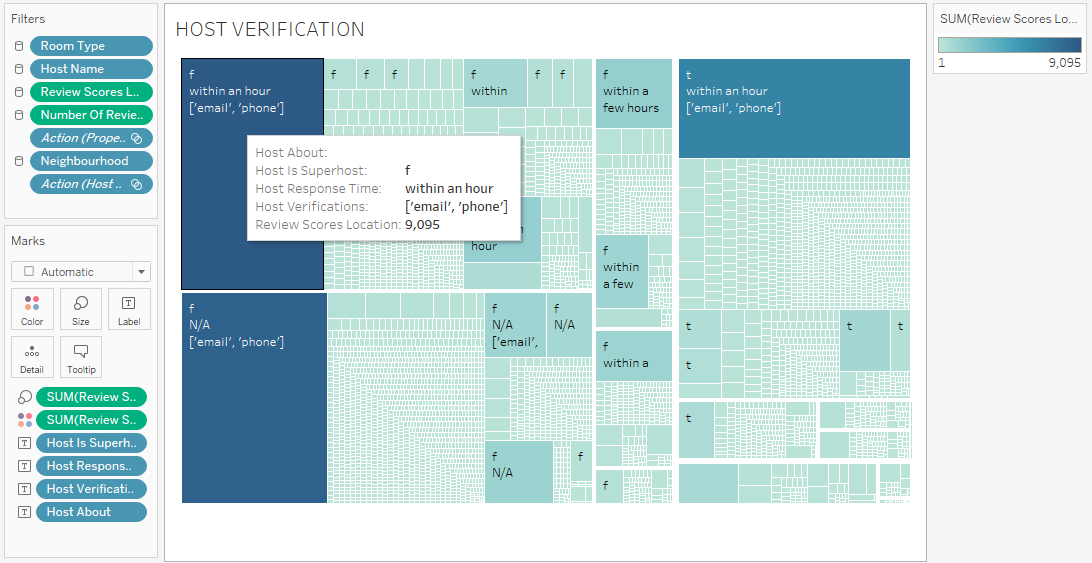 Filters
Room Type
Host Name
Review Scores L..
Number Of Revie..
Action (Prope..
Neighbourhood
Action (Host ..
Marks
Automatic
Color
Size
Label
Detail
Tooltip
SUM(Review S..
SUM(Review S..
Host Is Superh..
Host Respons..
Host Verificati..
Host About
HOST VERIFICATION
f
within an hour
['email', 'phone']
f
f
f
f
within
f
f
f
within a
few hours
t
within an hour
['email', 'phone']
Host About:
Host Is Superhost: f
Host Response Time: within an hour
Host Verifications: ['email', 'phone']
Review Scores Location: 9,095
hour
f
within
a few
f
N/A
['email', 'phone']
f
N/A
['email',
f
N/A
f
within a
t
t
t
t
f
N/A
f
f
t
SUM(Review Scores Lo...
1
9,095